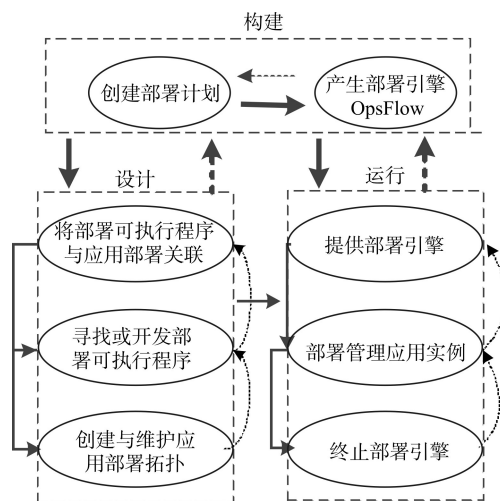 构建
创建部署计划
产生部署引擎
OpsFlow
设计
将部署可执行程序
与应用部署关联
寻找或开发部
署可执行程序
创建与维护应
用部署拓扑
运行
提供部署引擎
部署管理应用实例
终止部署引擎